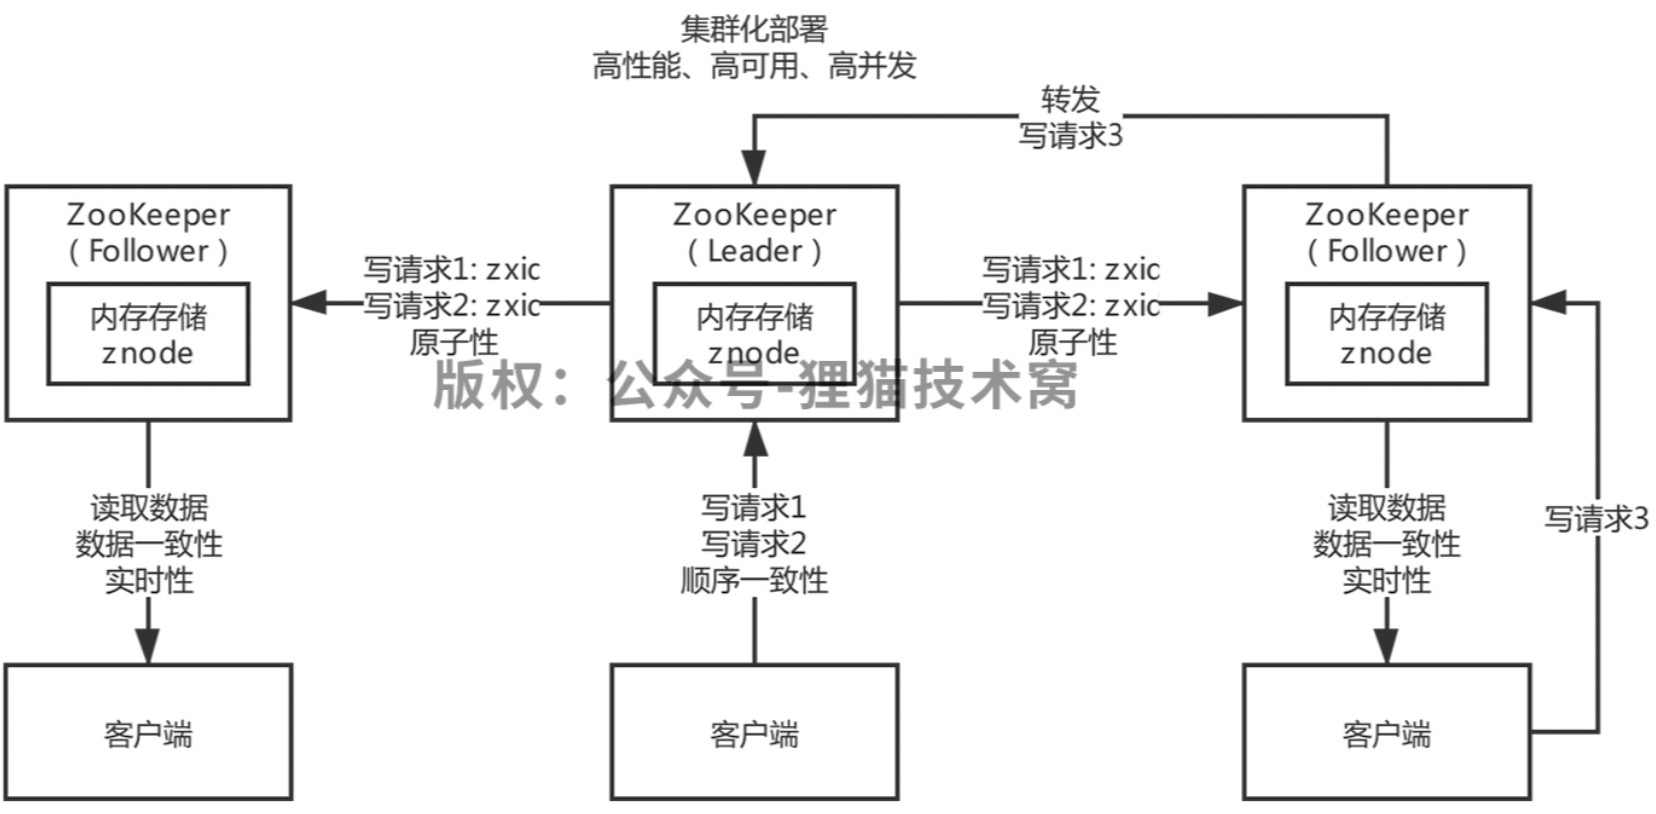 集群化部署
高性能、高可用、高并发
转发
写请求3
ZooKeeper
（Follower）
内存存储
znode
写请求1: zxic
写请求2: zxic
原子性
ZooKeeper
（Leader）
内存存储
znode
写请求1: zxic
写请求2: zxic
原子性
ZooKeeper
（Follower）
内存存储
znode
版权：公众号-狸猫技术窝
读取数据
数据一致性
实时性
写请求1
写请求2
顺序一致性
读取数据
数据一致性
实时性
写请求3
客户端
客户端
客户端